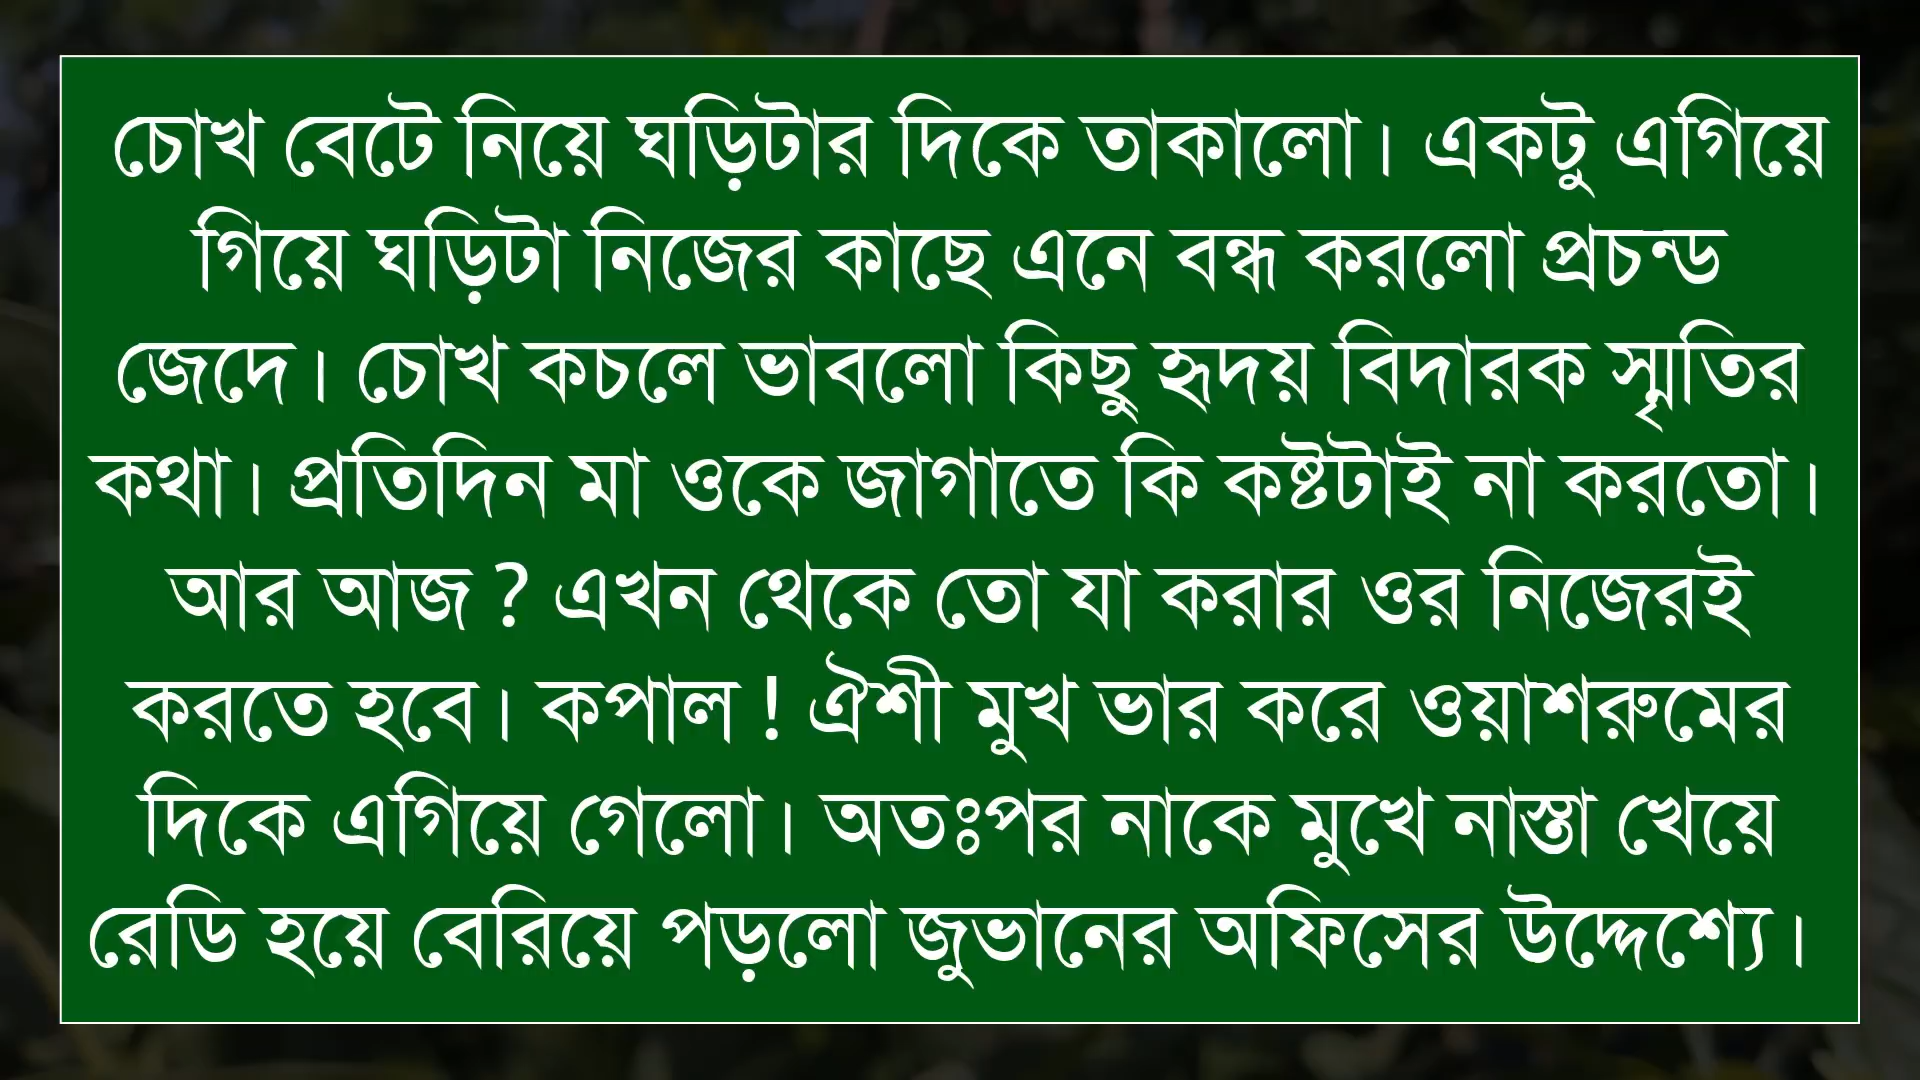 চোখ বেটে নিয়ে ঘড়িটার দিকে তাকালো। একটু এগিয়ে
গিয়ে ঘড়িটা নিজের কাছে এনে বন্ধ করলো প্রচন্ড
জেদে। চোখ কচলে ভাবলো কিছু হৃদয় বিদারক স্মৃতির
কথা। প্রতিদিন মা ওকে জাগাতে কি কষ্টটাই না করতো।
আর আজ ? এখন থেকে তো যা করার ওর নিজেরই
করতে হবে। কপাল ! ঐশী মুখ ভার করে ওয়াশরুমের
দিকে এগিয়ে গেলো। অতঃপর নাকে মুখে নাস্তা খেয়ে
রেডি হয়ে বেরিয়ে পড়লো জুভানের অফিসের উদ্দেশ্যে।